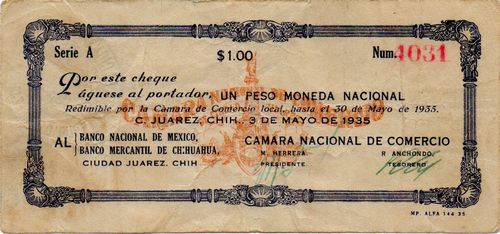 Serie A $1.00 Num. 4031
Por este cheque
páguese al portador, UN PESO MONEDA NACIONAL
Redimible por la Cámara de Comercio local, hasta el 30 de Mayo de 1935.
C. JUAREZ, CHIH., 3 DE MAYO DE 1935
AL BANCO NACIONAL DE MEXICO, CAMARA NACIONAL DE COMERCIO
BANCO MERCANTIL DE CHIHUAHUA, M. HERRERA. R ANCHONDO.
CIUDAD JUAREZ. CHIH PRESIDENTE. TESORERO.
MP. ALFA 144 35